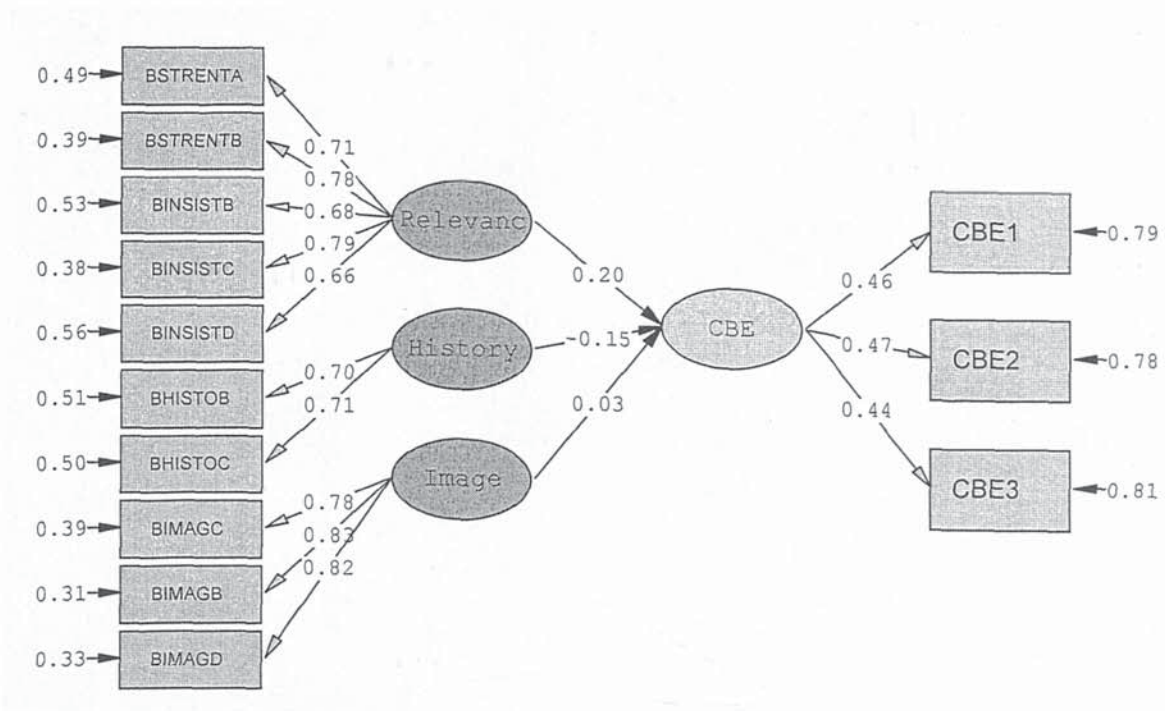 0.49 BSTRENTA
0.39 BSTRENTB
0.53 BINSISTB
0.38 BINSISTC
0.56 BINSISTD
0.51 BHISTOB
0.50 BHISTOC
0.39 BIMAGC
0.31 BIMAGB
0.33 BIMAGD
0.71
0.78
0.68
0.79
0.66
0.70
0.71
0.78
0.83
0.82
Relevanc
History
Image
0.20
-0.15
0.03
CBE
0.46
0.47
0.44
CBE1 0.79
CBE2 0.78
CBE3 0.81